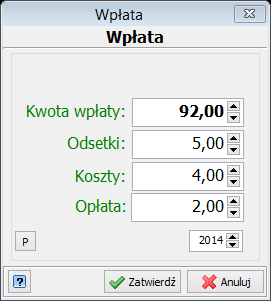 Wpłata
Wpłata
Kwota wpłaty: 92,00
Odsetki: 5,00
Koszty: 4,00
Opłata: 2,00
P 2014
? Zatwierdź Anuluj